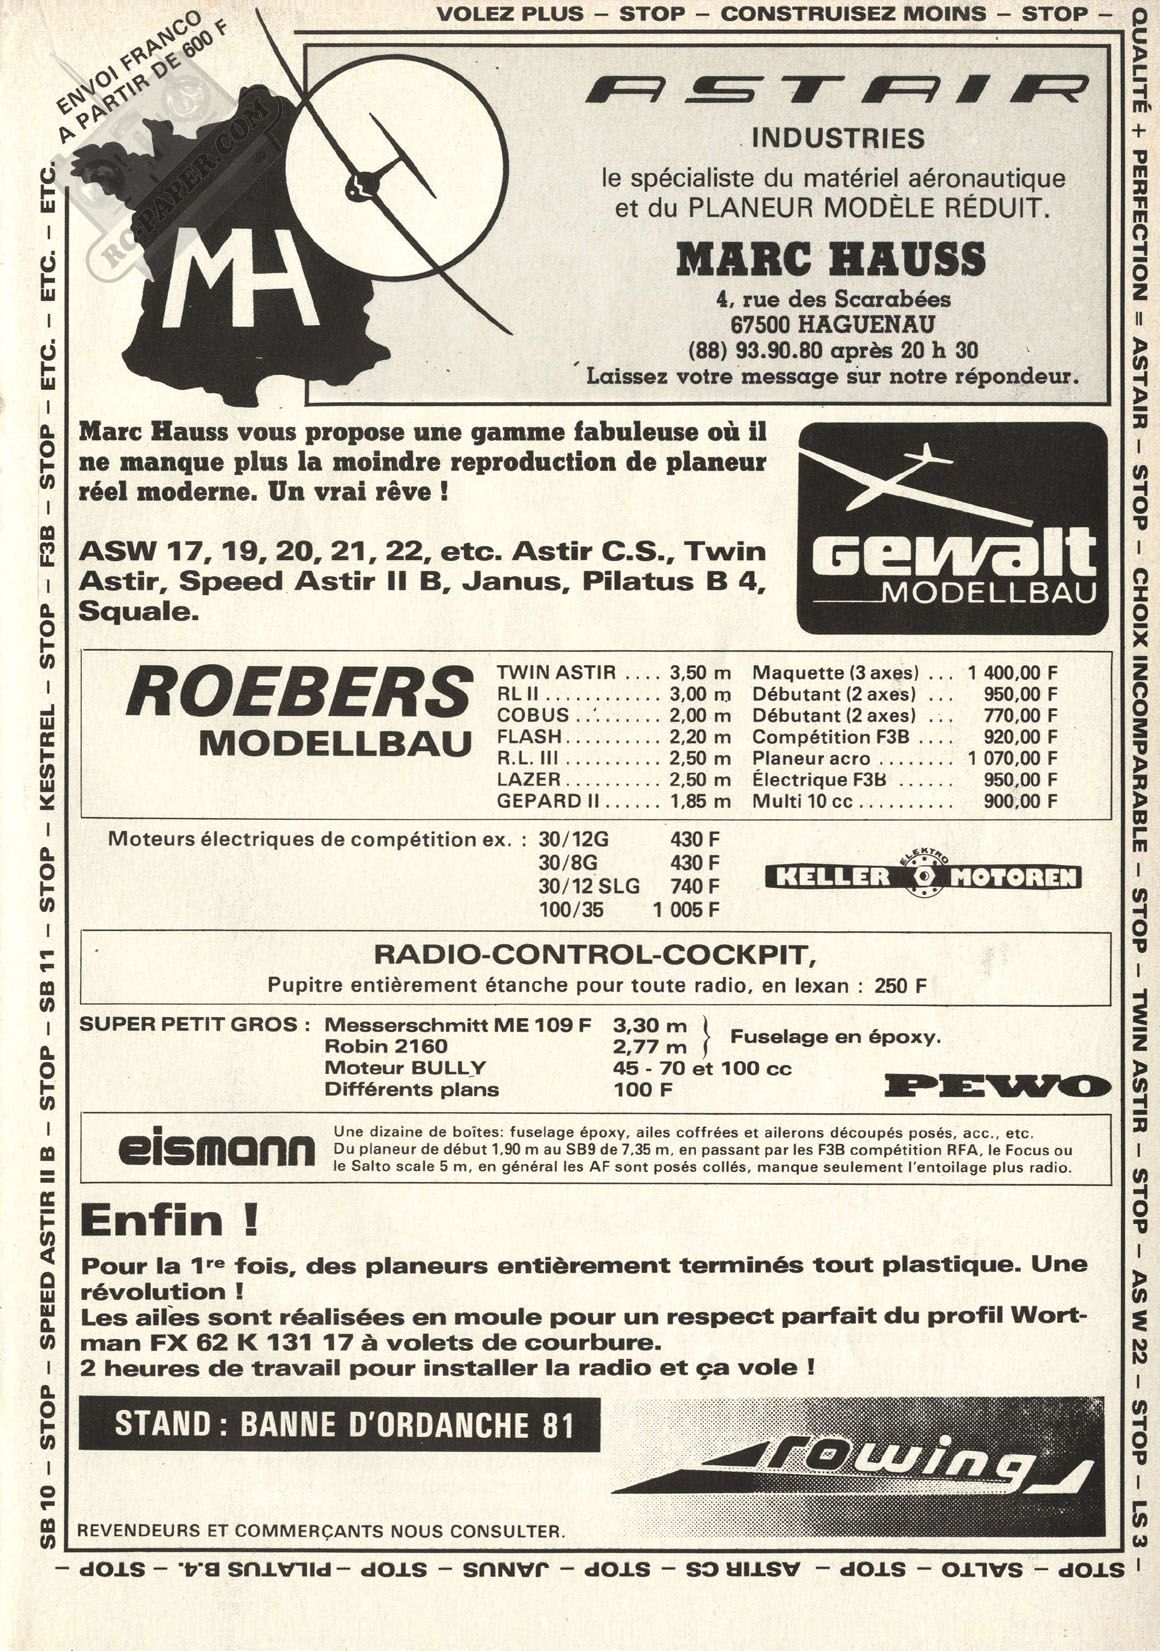 VOLEZ PLUS – STOP – CONSTRUISEZ MOINS – STOP –
QUALITÉ + PERFECTION = ASTAIR – STOP – CHOIX INCOMPARABLE – STOP – TWIN ASTIR – STOP – AS W 22 – STOP – LS 3 –
STOP – SALTO – STOP – ASTIR CS – STOP – JANUS – STOP – PILATUS B.4. – STOP –
SB 10 – STOP – SPEED ASTIR II B – STOP – SB 11 – STOP – KESTREL – STOP – F3B – STOP – ETC. – ETC. – ETC.
ENVOI FRANCO
A PARTIR DE 600 F
RC-PAPER.COM
MH
ASTAIR
INDUSTRIES
le spécialiste du matériel aéronautique
et du PLANEUR MODÈLE RÉDUIT.
MARC HAUSS
4, rue des Scarabées
67500 HAGUENAU
(88) 93.90.80 après 20 h 30
Laissez votre message sur notre répondeur.
Marc Hauss vous propose une gamme fabuleuse où il
ne manque plus la moindre reproduction de planeur
réel moderne. Un vrai rêve !
ASW 17, 19, 20, 21, 22, etc. Astir C.S., Twin
Astir, Speed Astir II B, Janus, Pilatus B 4,
Squale.
Gewalt
MODELLBAU
ROEBERS
MODELLBAU
TWIN ASTIR .... 3,50 m Maquette (3 axes) ... 1 400,00 F
RL II ............ 3,00 m Débutant (2 axes) ... 950,00 F
COBUS ......... 2,00 m Débutant (2 axes) ... 770,00 F
FLASH .......... 2,20 m Compétition F3B .... 920,00 F
R.L. III .......... 2,50 m Planeur acro ........ 1 070,00 F
LAZER .......... 2,50 m Électrique F3B ...... 950,00 F
GEPARD II ...... 1,85 m Multi 10 cc .......... 900,00 F
Moteurs électriques de compétition ex. : 30/12G 430 F
30/8G 430 F
30/12 SLG 740 F
100/35 1 005 F
KELLER ELEKTRO MOTOREN
RADIO-CONTROL-COCKPIT,
Pupitre entièrement étanche pour toute radio, en lexan : 250 F
SUPER PETIT GROS : Messerschmitt ME 109 F 3,30 m
Robin 2160 2,77 m
Fuselage en époxy.
Moteur BULLY 45 - 70 et 100 cc
Différents plans 100 F
PEWO
eismann
Une dizaine de boîtes: fuselage époxy, ailes coffrées et ailerons découpés posés, acc., etc.
Du planeur de début 1,90 m au SB9 de 7,35 m, en passant par les F3B compétition RFA, le Focus ou
le Salto scale 5 m, en général les AF sont posés collés, manque seulement l'entoilage plus radio.
Enfin !
Pour la 1re fois, des planeurs entièrement terminés tout plastique. Une
révolution !
Les ailes sont réalisées en moule pour un respect parfait du profil Wort-
man FX 62 K 131 17 à volets de courbure.
2 heures de travail pour installer la radio et ça vole !
STAND : BANNE D'ORDANCHE 81
rowing
REVENDEURS ET COMMERÇANTS NOUS CONSULTER.